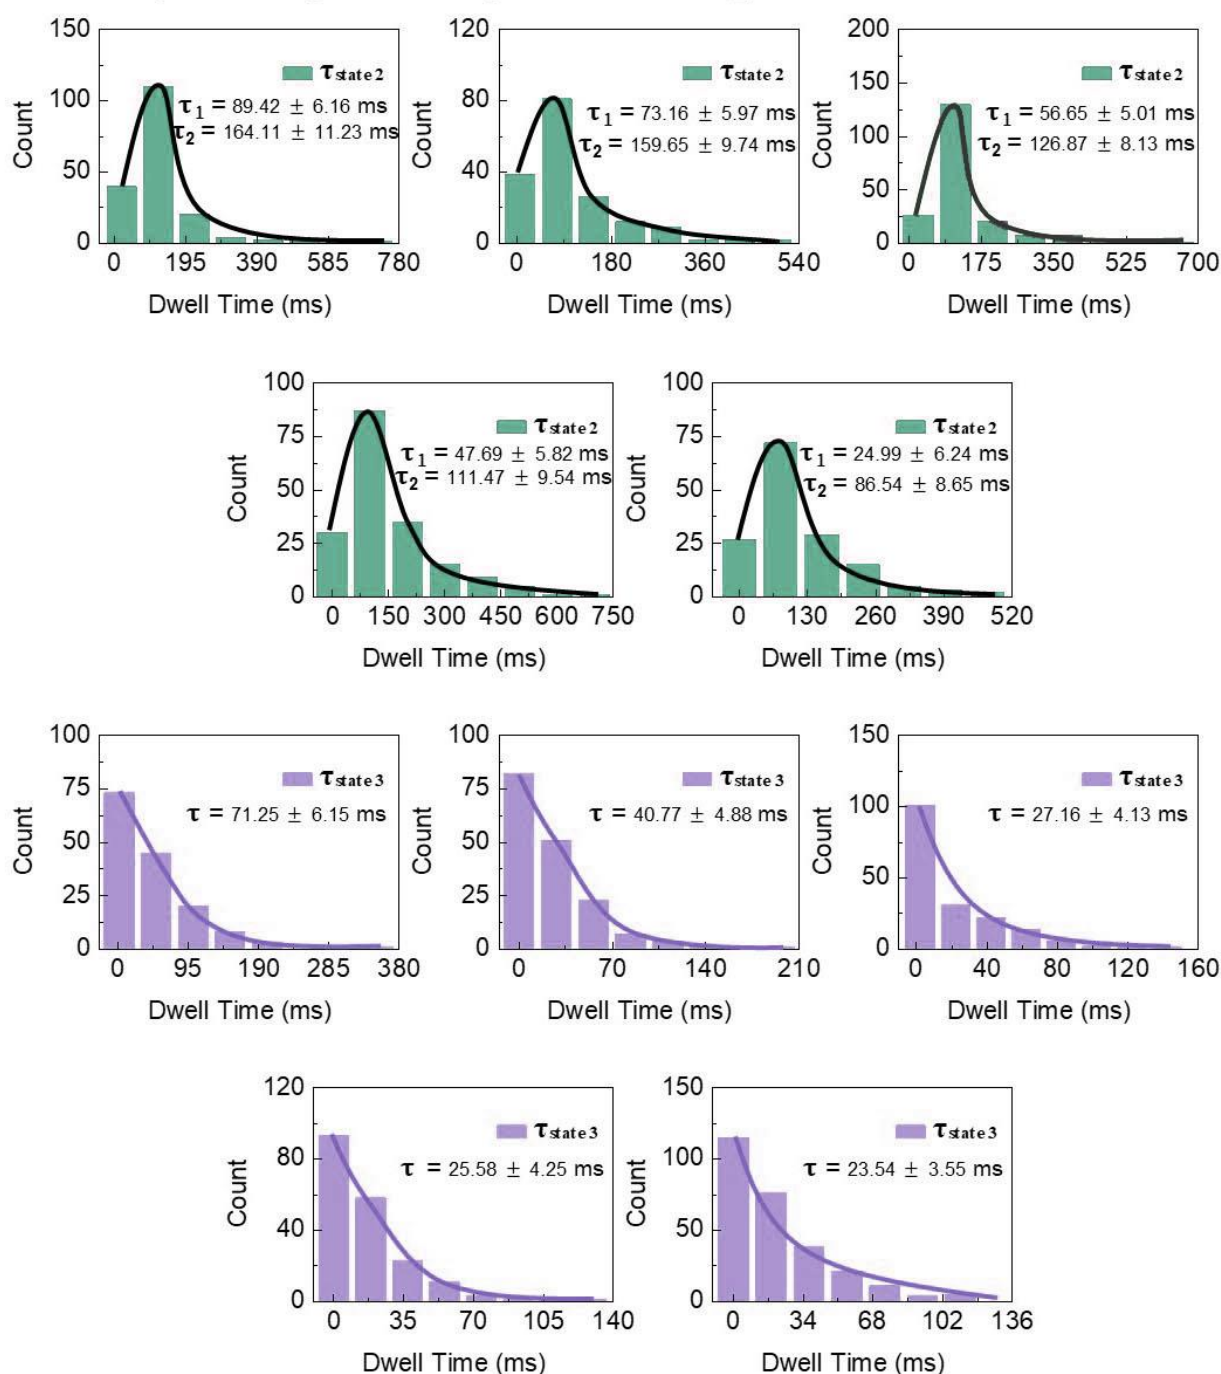 150
100
50
0
Count
τstate 2
τ1 = 89.42 ± 6.16 ms
τ2 = 164.11 ± 11.23 ms
0 195 390 585 780
Dwell Time (ms)
120
80
40
0
Count
τstate 2
τ1 = 73.16 ± 5.97 ms
τ2 = 159.65 ± 9.74 ms
0 180 360 540
Dwell Time (ms)
200
150
100
50
0
Count
τstate 2
τ1 = 56.65 ± 5.01 ms
τ2 = 126.87 ± 8.13 ms
0 175 350 525 700
Dwell Time (ms)
100
75
50
25
0
Count
τstate 2
τ1 = 47.69 ± 5.82 ms
τ2 = 111.47 ± 9.54 ms
0 150 300 450 600 750
Dwell Time (ms)
100
75
50
25
0
Count
τstate 2
τ1 = 24.99 ± 6.24 ms
τ2 = 86.54 ± 8.65 ms
0 130 260 390 520
Dwell Time (ms)
100
75
50
25
0
Count
τstate 3
τ = 71.25 ± 6.15 ms
0 95 190 285 380
Dwell Time (ms)
100
75
50
25
0
Count
τstate 3
τ = 40.77 ± 4.88 ms
0 70 140 210
Dwell Time (ms)
150
100
50
0
Count
τstate 3
τ = 27.16 ± 4.13 ms
0 40 80 120 160
Dwell Time (ms)
120
80
40
0
Count
τstate 3
τ = 25.58 ± 4.25 ms
0 35 70 105 140
Dwell Time (ms)
150
100
50
0
Count
τstate 3
τ = 23.54 ± 3.55 ms
0 34 68 102 136
Dwell Time (ms)